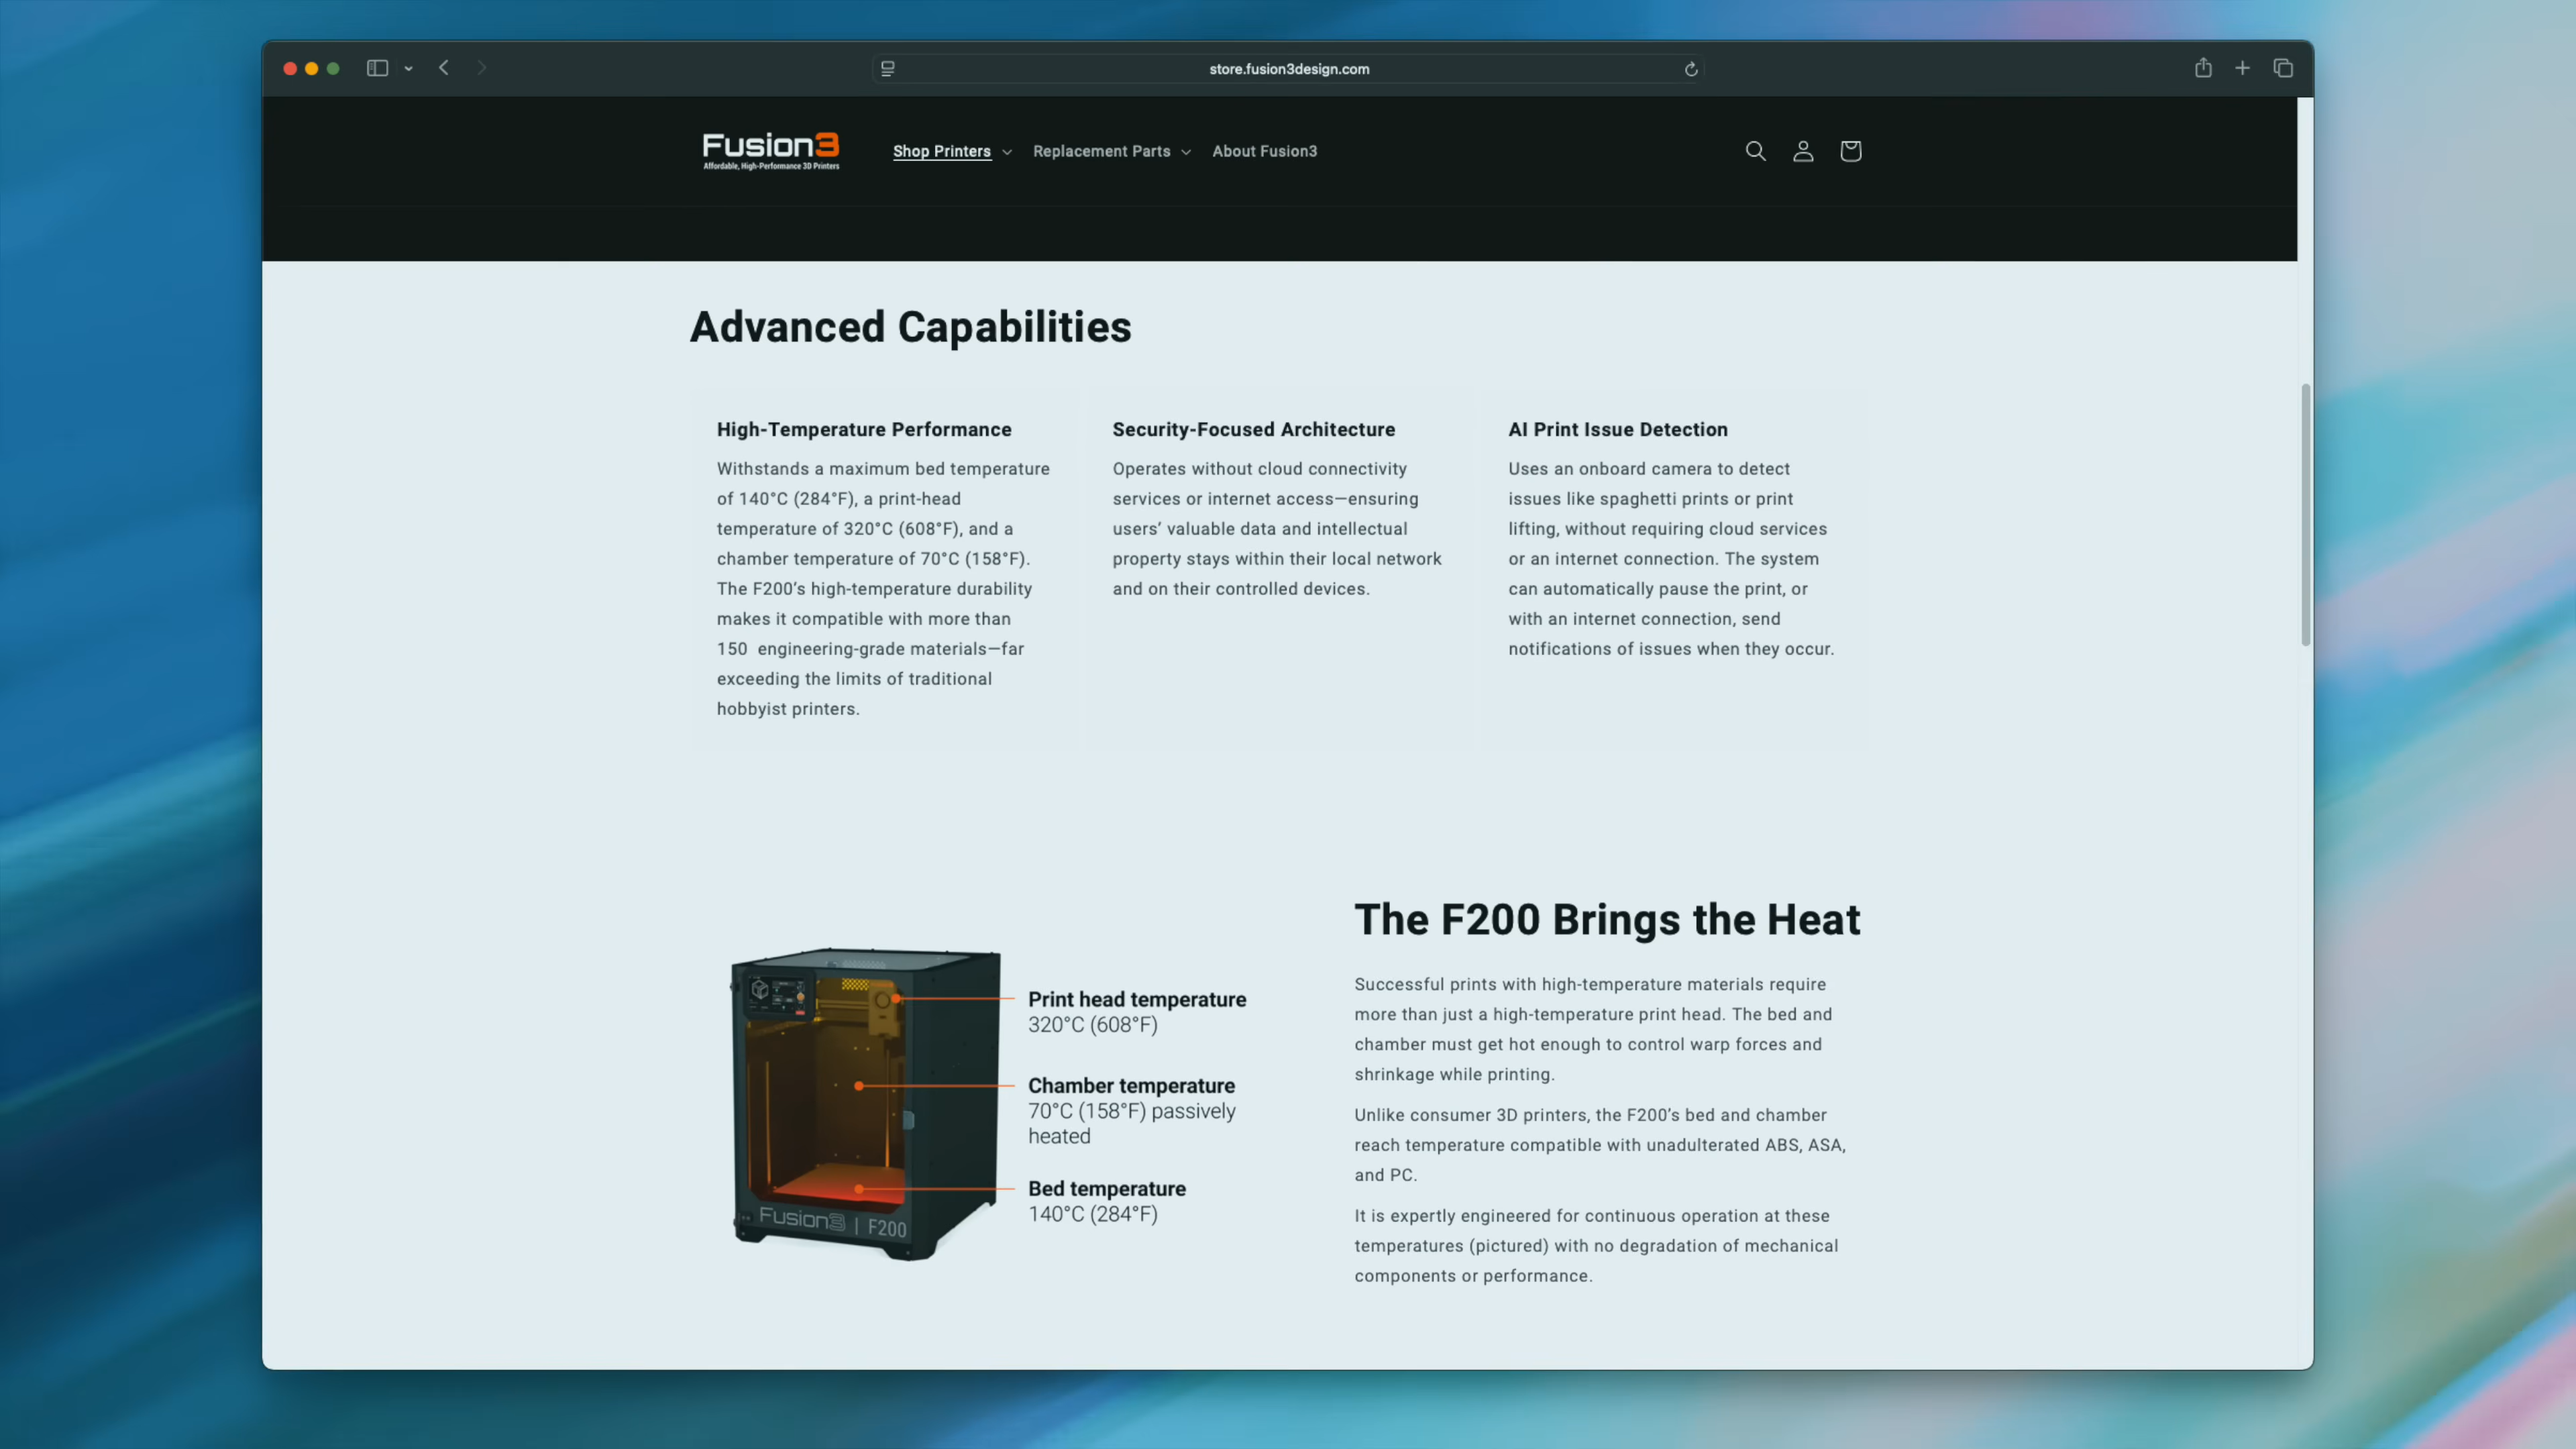 store.fusion3design.com
Fusion3
Affordable, High-Performance 3D Printers
Shop Printers
Replacement Parts
About Fusion3
Advanced Capabilities
High-Temperature Performance
Withstands a maximum bed temperature
of 140°C (284°F), a print-head
temperature of 320°C (608°F), and a
chamber temperature of 70°C (158°F).
The F200’s high-temperature durability
makes it compatible with more than
150  engineering-grade materials—far
exceeding the limits of traditional
hobbyist printers.
Security-Focused Architecture
Operates without cloud connectivity
services or internet access—ensuring
users’ valuable data and intellectual
property stays within their local network
and on their controlled devices.
AI Print Issue Detection
Uses an onboard camera to detect
issues like spaghetti prints or print
lifting, without requiring cloud services
or an internet connection. The system
can automatically pause the print, or
with an internet connection, send
notifications of issues when they occur.
Print head temperature
320°C (608°F)
Chamber temperature
70°C (158°F) passively
heated
Bed temperature
140°C (284°F)
Fusion3 | F200
The F200 Brings the Heat
Successful prints with high-temperature materials require
more than just a high-temperature print head. The bed and
chamber must get hot enough to control warp forces and
shrinkage while printing.
Unlike consumer 3D printers, the F200’s bed and chamber
reach temperature compatible with unadulterated ABS, ASA,
and PC.
It is expertly engineered for continuous operation at these
temperatures (pictured) with no degradation of mechanical
components or performance.